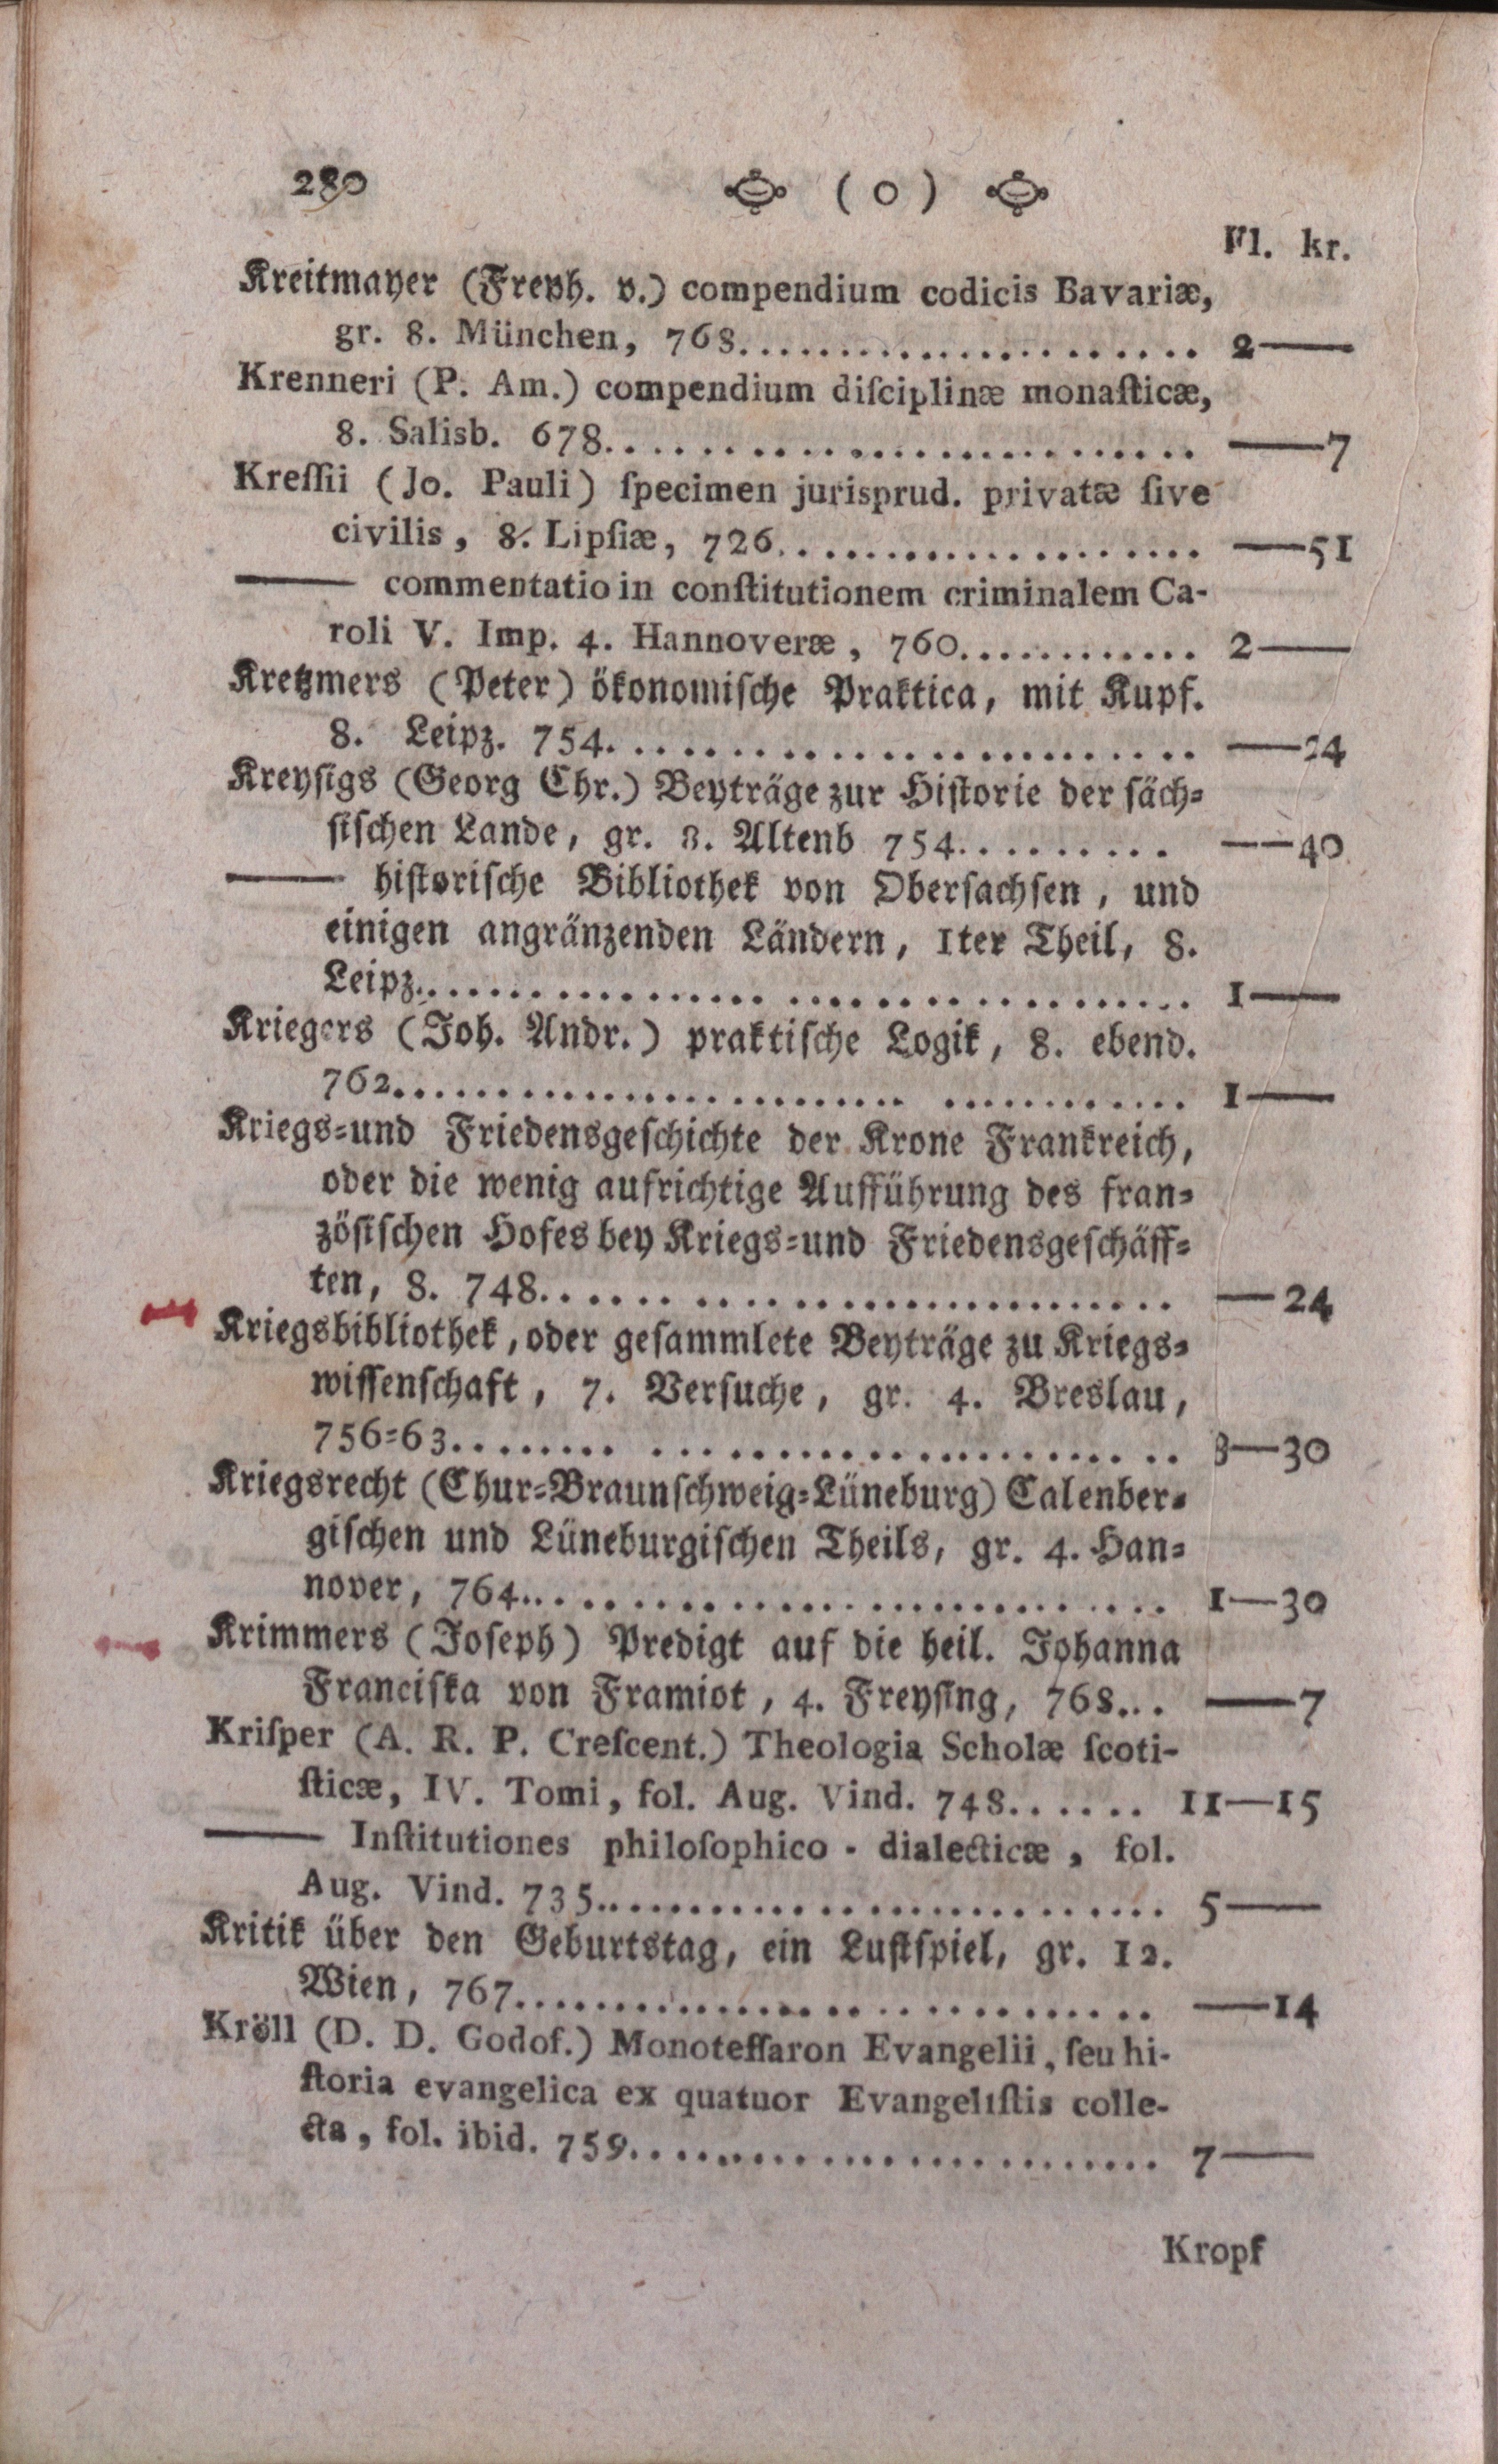 280 ( 0 )
Fl. kr.
Kreitmayer (Freyh. v.) compendium codicis Bavariæ,
gr. 8. München, 768...................... 2——
Krenneri (P. Am.) compendium diſciplinæ monaſticæ,
8. Salisb. 678......................... ——7
Kreſſii (Jo. Pauli) ſpecimen jurisprud. privatæ ſive
civilis, 8. Lipſiæ, 726.................... ——51
—— commentatio in conſtitutionem criminalem Ca-
roli V. Imp. 4. Hannoveræ, 760............ 2——
Kretzmers (Peter) ökonomiſche Praktica, mit Kupf.
8. Leipz. 754......................... ——24
Kreyſigs (Georg Chr.) Beyträge zur Hiſtorie der ſäch=
ſiſchen Lande, gr. 8. Altenb 754......... ——40
—— hiſtoriſche Bibliothek von Oberſachſen, und
einigen angränzenden Ländern, 1ter Theil, 8.
Leipz.................................. 1——
Kriegers (Joh. Andr.) praktiſche Logik, 8. ebend.
762.................................. 1——
Kriegs=und Friedensgeſchichte der Krone Frankreich,
oder die wenig aufrichtige Aufführung des fran=
zöſiſchen Hofes bey Kriegs=und Friedensgeſchäff=
ten, 8. 748............................ —24
Kriegsbibliothek, oder geſammlete Beyträge zu Kriegs=
wiſſenſchaft, 7. Verſuche, gr. 4. Breslau,
756=63.............................. 8—30
Kriegsrecht (Chur=Braunſchweig=Lüneburg) Calenber=
giſchen und Lüneburgiſchen Theils, gr. 4. Han=
nover, 764............................ 1—30
Krimmers (Joſeph) Predigt auf die heil. Johanna
Franciſka von Framiot, 4. Freyſing, 768... ——7
Kriſper (A. R. P. Creſcent.) Theologia Scholæ ſcoti-
ſticæ, IV. Tomi, fol. Aug. Vind. 748...... 11—15
—— Inſtitutiones philoſophico - dialecticæ, fol.
Aug. Vind. 735.......................... 5——
Kritik über den Geburtstag, ein Luſtſpiel, gr. 12.
Wien, 767............................ ——14
Kröll (D. D. Godof.) Monoteſſaron Evangelii, ſeu hi-
ſtoria evangelica ex quatuor Evangeliſtis colle-
cta, fol. ibid. 759........................ 7——
Kropf